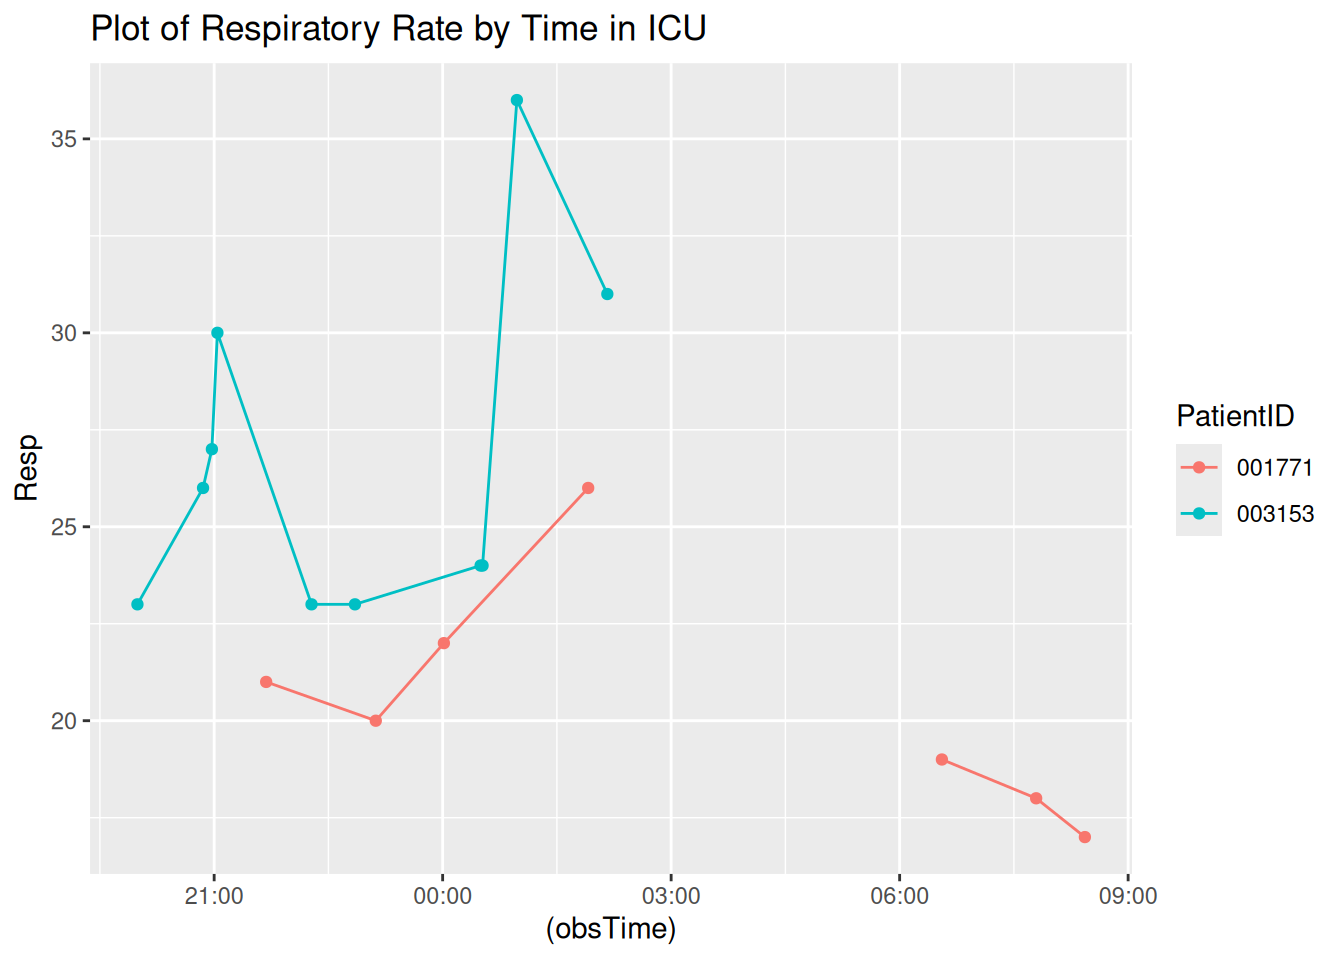 Plot of Respiratory Rate by Time in ICU
35
30
25
20
Resp
21:00
00:00
03:00
06:00
09:00
(obsTime)
PatientID
001771
003153